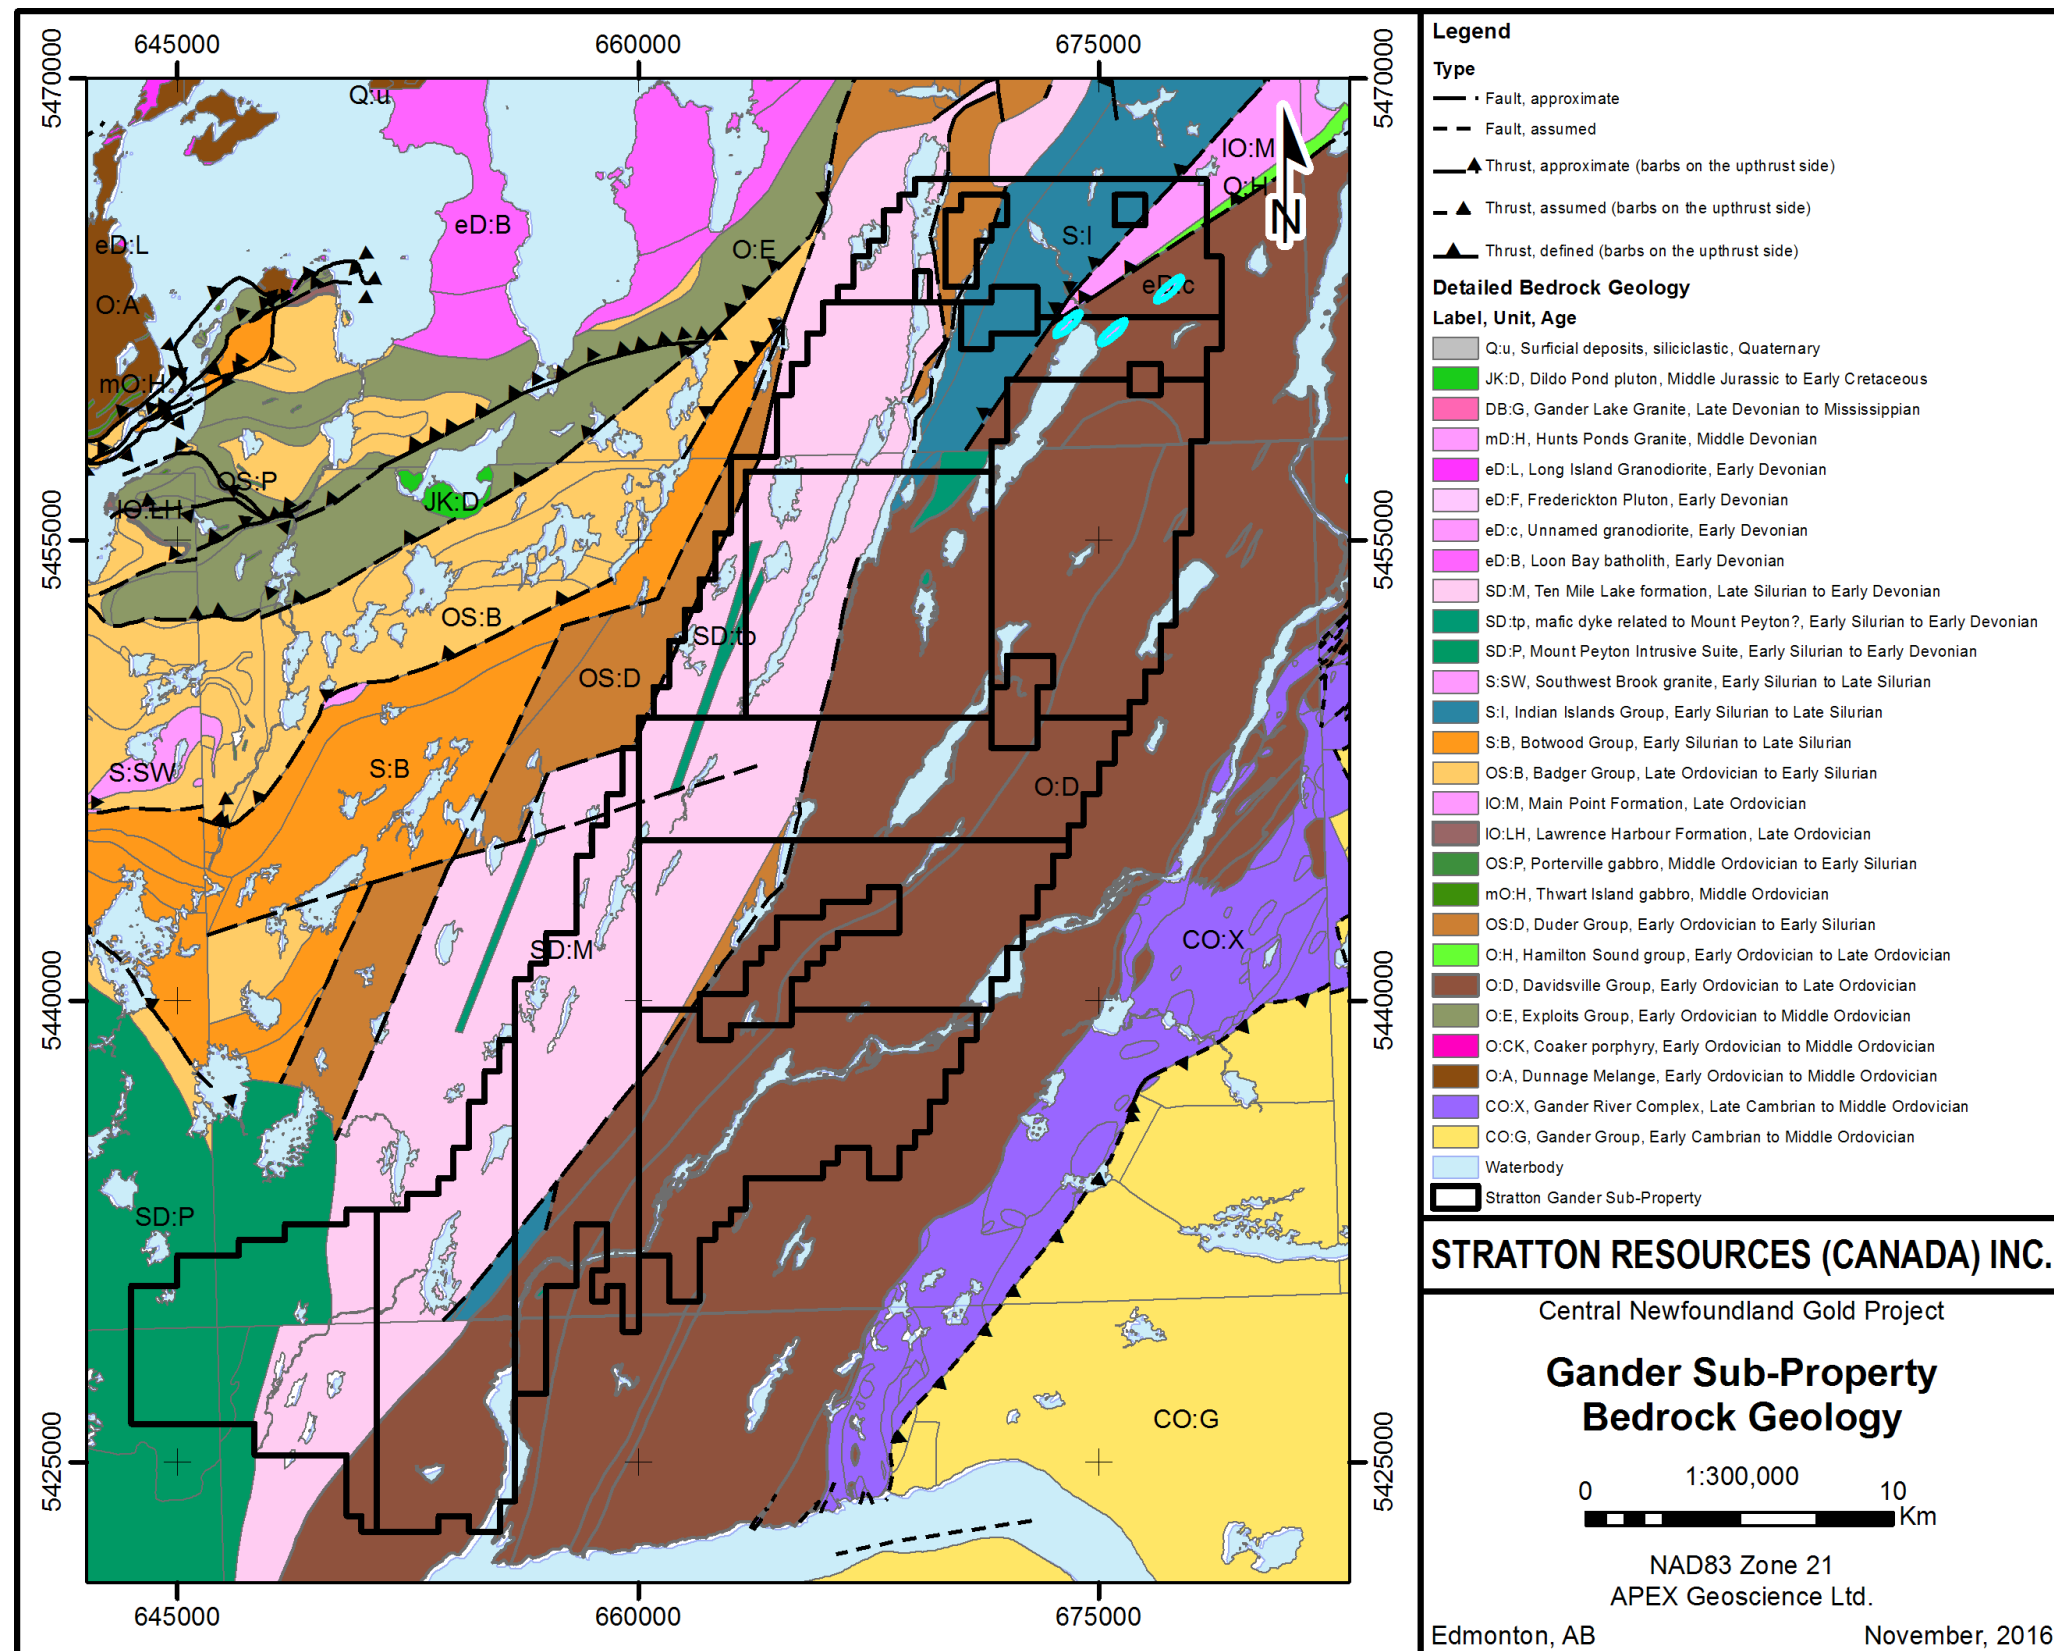 645000
660000
675000
5470000
5470000
Q:u
lO:M
O:H
N
eD:B
S:I
O:E
eD:L
eD:c
O:A
mO:H
OS:P
JK:D
lO:LH
5455000
5455000
OS:B
SD:tp
OS:D
S:B
S:SW
O:D
SD:M
CO:X
5440000
5440000
SD:P
CO:G
5425000
5425000
645000
660000
675000
Legend
Type
Fault, approximate
Fault, assumed
Thrust, approximate (barbs on the upthrust side)
Thrust, assumed (barbs on the upthrust side)
Thrust, defined (barbs on the upthrust side)
Detailed Bedrock Geology
Label, Unit, Age
Q:u, Surficial deposits, siliciclastic, Quaternary
JK:D, Dildo Pond pluton, Middle Jurassic to Early Cretaceous
DB:G, Gander Lake Granite, Late Devonian to Mississippian
mD:H, Hunts Ponds Granite, Middle Devonian
eD:L, Long Island Granodiorite, Early Devonian
eD:F, Frederickton Pluton, Early Devonian
eD:c, Unnamed granodiorite, Early Devonian
eD:B, Loon Bay batholith, Early Devonian
SD:M, Ten Mile Lake formation, Late Silurian to Early Devonian
SD:tp, mafic dyke related to Mount Peyton?, Early Silurian to Early Devonian
SD:P, Mount Peyton Intrusive Suite, Early Silurian to Early Devonian
S:SW, Southwest Brook granite, Early Silurian to Late Silurian
S:I, Indian Islands Group, Early Silurian to Late Silurian
S:B, Botwood Group, Early Silurian to Late Silurian
OS:B, Badger Group, Late Ordovician to Early Silurian
lO:M, Main Point Formation, Late Ordovician
lO:LH, Lawrence Harbour Formation, Late Ordovician
OS:P, Porterville gabbro, Middle Ordovician to Early Silurian
mO:H, Thwart Island gabbro, Middle Ordovician
OS:D, Duder Group, Early Ordovician to Early Silurian
O:H, Hamilton Sound group, Early Ordovician to Late Ordovician
O:D, Davidsville Group, Early Ordovician to Late Ordovician
O:E, Exploits Group, Early Ordovician to Middle Ordovician
O:CK, Coaker porphyry, Early Ordovician to Middle Ordovician
O:A, Dunnage Melange, Early Ordovician to Middle Ordovician
CO:X, Gander River Complex, Late Cambrian to Middle Ordovician
CO:G, Gander Group, Early Cambrian to Middle Ordovician
Waterbody
Stratton Gander Sub-Property
STRATTON RESOURCES (CANADA) INC.
Central Newfoundland Gold Project
Gander Sub-Property
Bedrock Geology
1:300,000
0 10
Km
NAD83 Zone 21
APEX Geoscience Ltd.
Edmonton, AB November, 2016